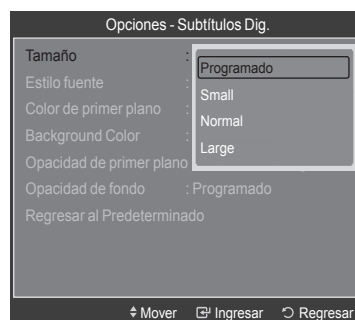 Opciones - Subtítulos Dig.
Tamaño :
Programado
Small
Normal
Large
Estilo fuente :
Color de primer plano :
Background Color :
Opacidad de primer plano
Opacidad de fondo : Programado
Regresar al Predeterminado
Mover Ingresar Regresar